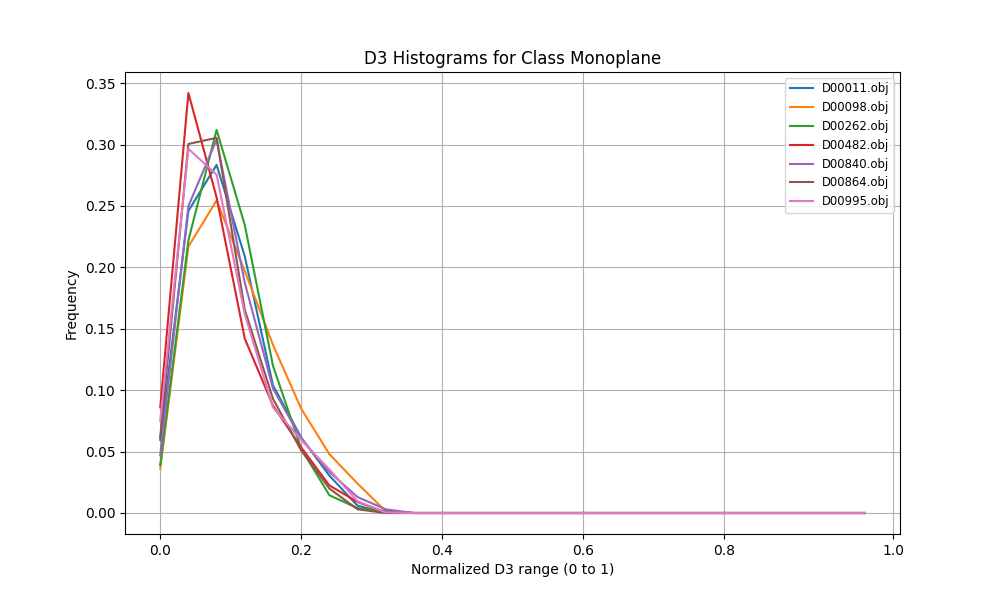 D3 Histograms for Class Monoplane
Frequency
0.35
0.30
0.25
0.20
0.15
0.10
0.05
0.00
D00011.obj
D00098.obj
D00262.obj
D00482.obj
D00840.obj
D00864.obj
D00995.obj
0.0 0.2 0.4 0.6 0.8 1.0
Normalized D3 range (0 to 1)